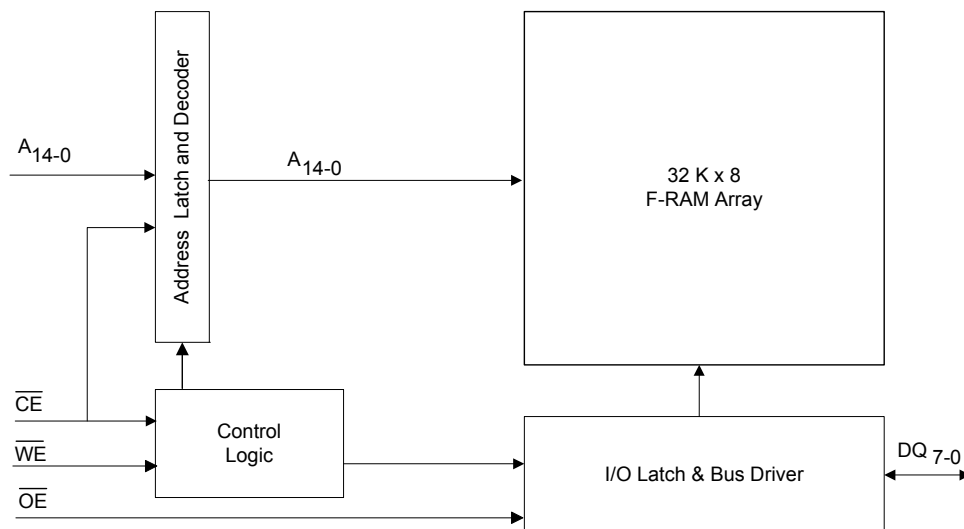 Address Latch and Decoder
A14-0
A14-0
32 K x 8
F-RAM Array
CE
WE
OE
Control
Logic
I/O Latch & Bus Driver
DQ 7-0